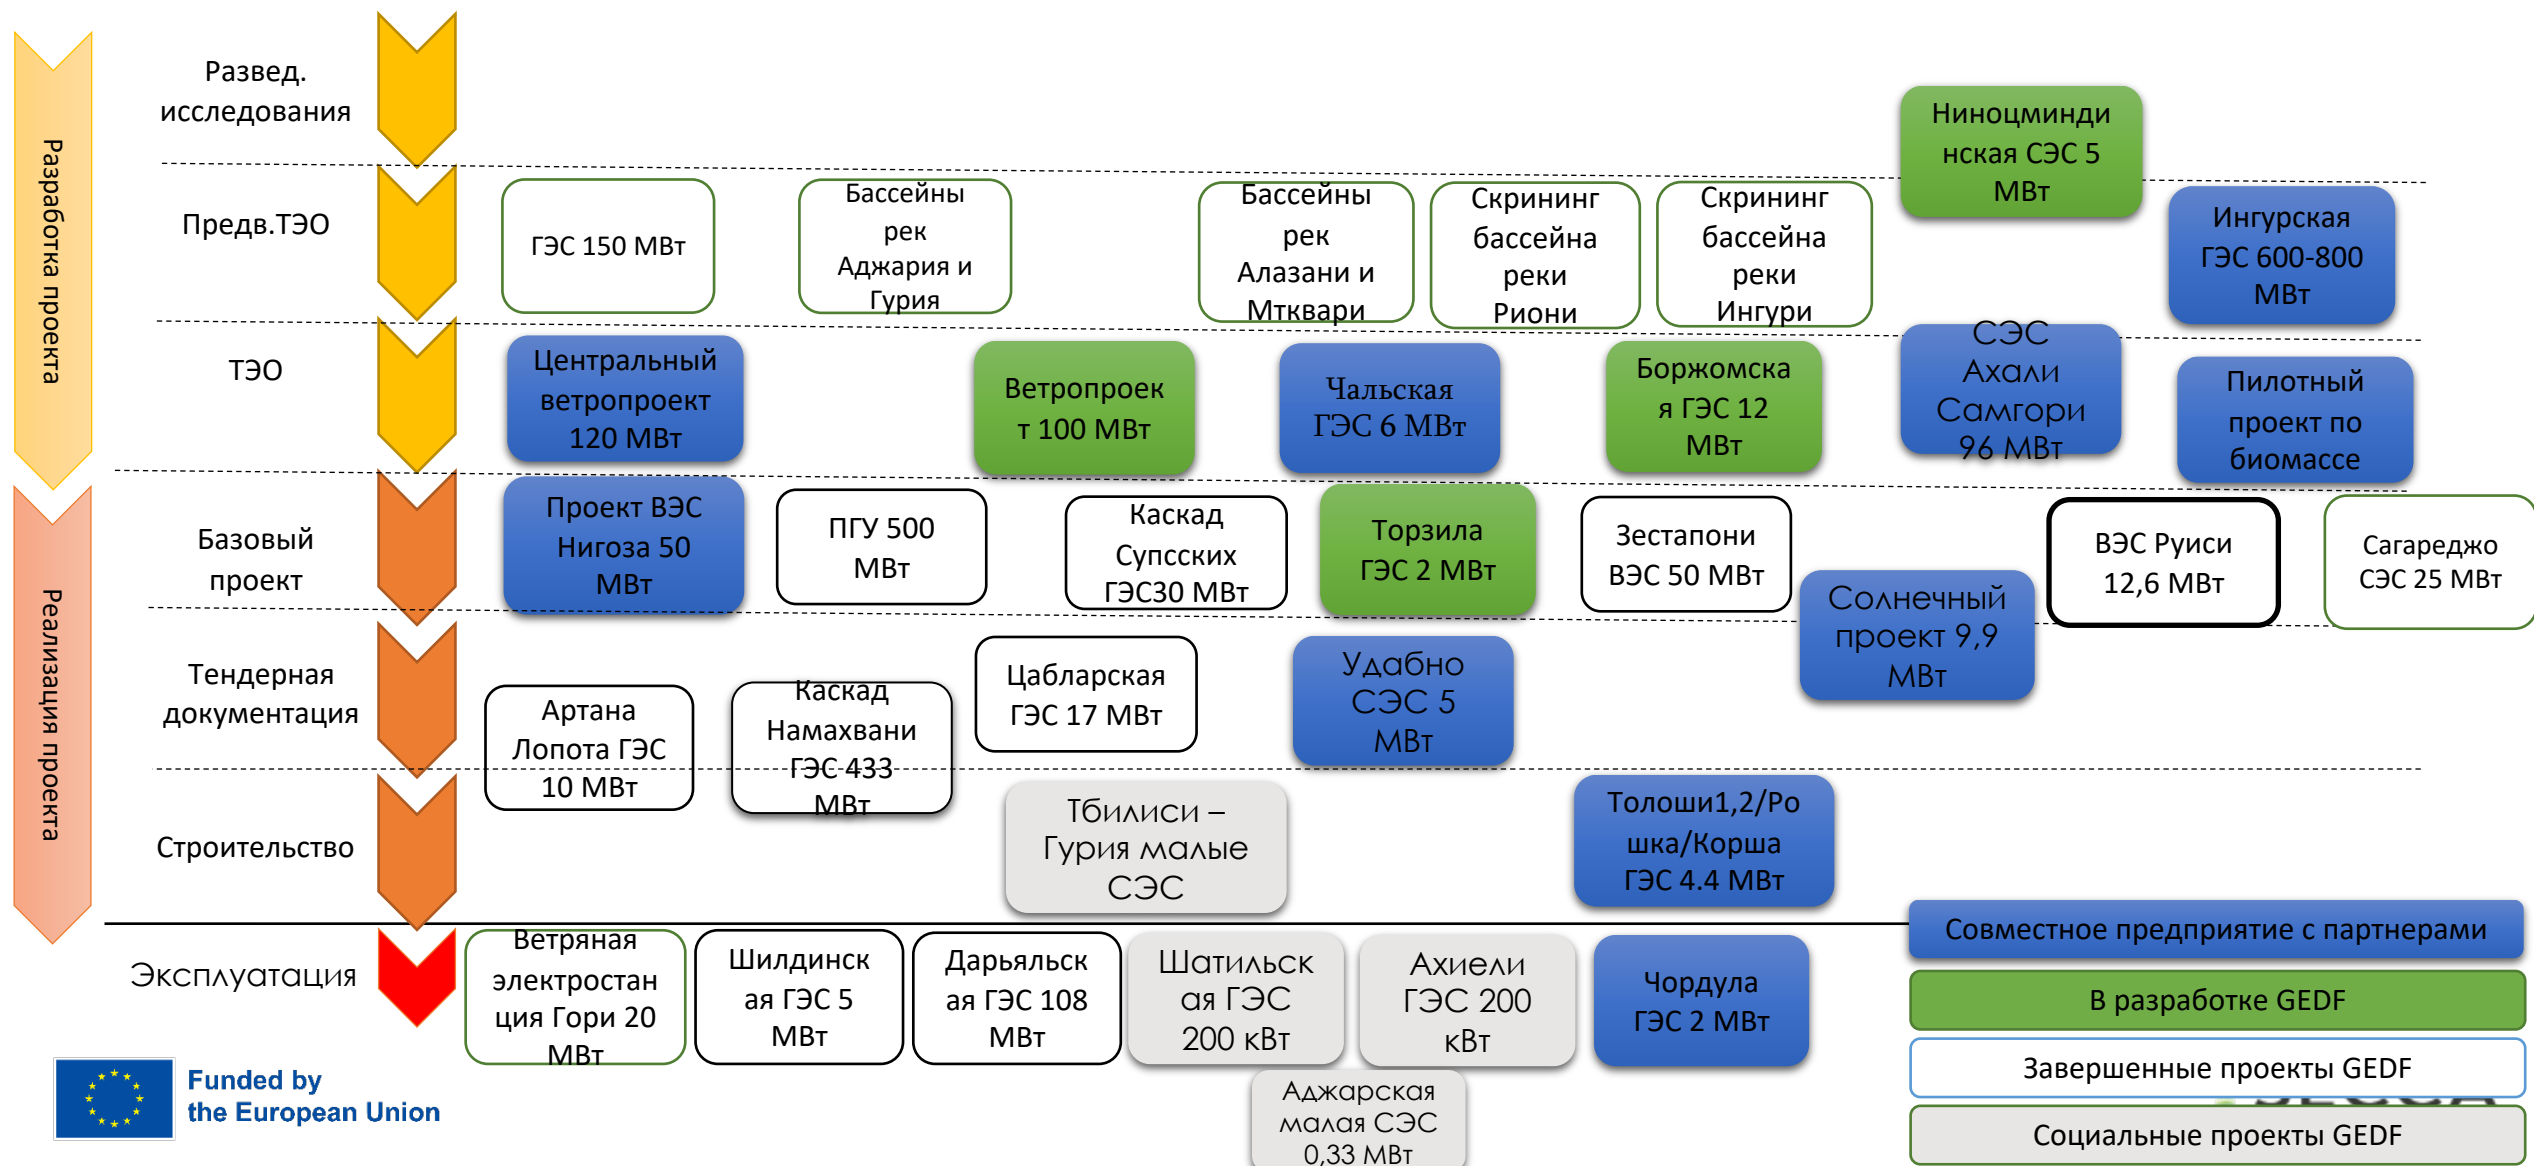 Разработка проекта
Реализация проекта
Развед.
исследования
Ниноцминди
нская СЭС 5
МВт
Предв.ТЭО
ГЭС 150 МВт
Бассейны
рек
Аджария и
Гурия
Бассейны
рек
Алазани и
Мтквари
Скрининг
бассейна
реки
Риони
Скрининг
бассейна
реки
Ингури
Ингурская
ГЭС 600-800
МВт
ТЭО
Центральный
ветропроект
120 МВт
Ветропроек
т 100 МВт
Чальская
ГЭС 6 МВт
Боржомска
я ГЭС 12
МВт
СЭС
Ахали
Самгори
96 МВт
Пилотный
проект по
биомассе
Базовый
проект
Проект ВЭС
Нигоза 50
МВт
ПГУ 500
МВт
Каскад
Супсских
ГЭС30 МВт
Торзила
ГЭС 2 МВт
Зестапони
ВЭС 50 МВт
Солнечный
проект 9,9
МВт
ВЭС Руиси
12,6 МВт
Сагареджо
СЭС 25 МВт
Тендерная
документация
Артана
Лопота ГЭС
10 МВт
Каскад
Намахвани
ГЭС 433
МВт
Цабларская
ГЭС 17 МВт
Удабно
СЭС 5
МВт
Строительство
Тбилиси –
Гурия малые
СЭС
Толоши1,2/Ро
шка/Корша
ГЭС 4.4 МВт
Эксплуатация
Ветряная
электростан
ция Гори 20
МВт
Шилдинск
ая ГЭС 5
МВт
Дарьяльск
ая ГЭС 108
МВт
Шатильск
ая ГЭС
200 кВт
Ахиели
ГЭС 200
кВт
Чордула
ГЭС 2 МВт
Аджарская
малая СЭС
0,33 МВт
Совместное предприятие с партнерами
В разработке GEDF
Завершенные проекты GEDF
Социальные проекты GEDF
Funded by
the European Union